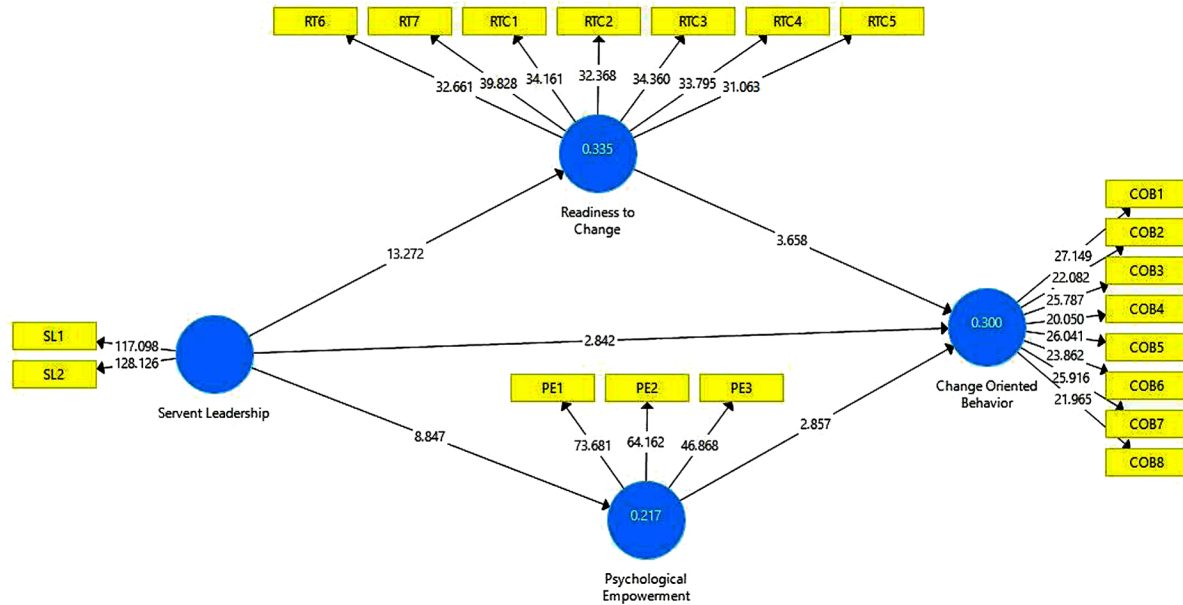 RT6 RT7 RTC1 RTC2 RTC3 RTC4 RTC5
32.661 39.828 34.161 32.368 34.360 33.795 31.063
0.335
Readiness to
Change
13.272
3.658
COB1
COB2
COB3
COB4
COB5
COB6
COB7
COB8
27.149
22.082
25.787
20.050
26.041
23.862
25.916
21.965
0.300
Change Oriented
Behavior
SL1
SL2
117.098
128.126
Servent Leadership
2.842
8.847
2.857
PE1 PE2 PE3
73.681 64.162 46.868
0.217
Psychological
Empowerment